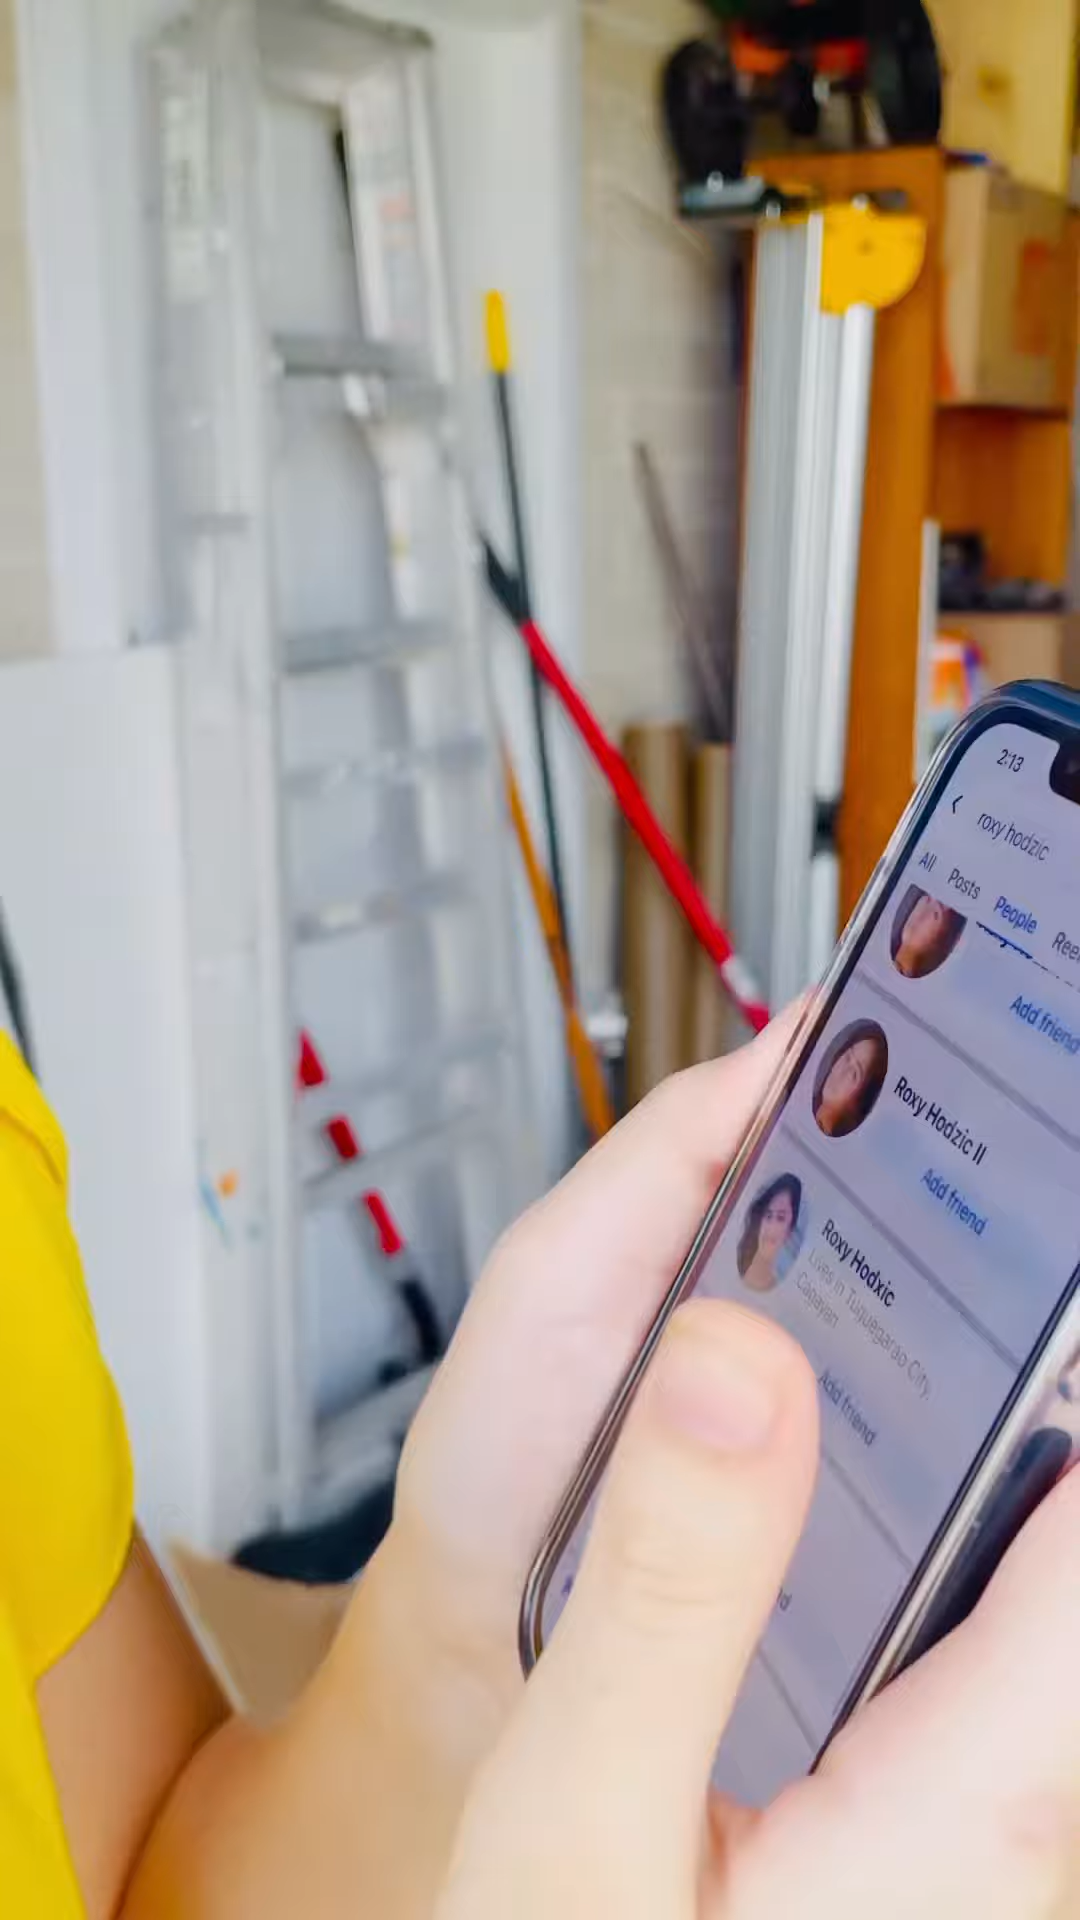 2:13
roxy hodzic
All Posts People Reel
Add friend
Roxy Hodzic II
Add friend
Roxy Hodxic
Lives in Tuguegarao City,
Cagayan
Add friend